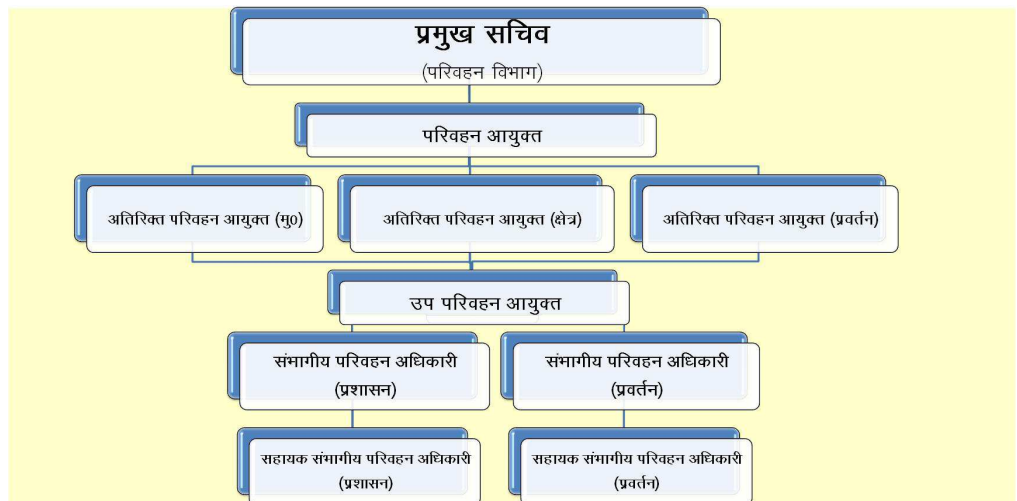 प्रमुख सचिव
(परिवहन विभाग)
परिवहन आयुक्त
अतिरिक्त परिवहन आयुक्त (मु०)
अतिरिक्त परिवहन आयुक्त (क्षेत्र)
अतिरिक्त परिवहन आयुक्त (प्रवर्तन)
उप परिवहन आयुक्त
संभागीय परिवहन अधिकारी
(प्रशासन)
संभागीय परिवहन अधिकारी
(प्रवर्तन)
सहायक संभागीय परिवहन अधिकारी
(प्रशासन)
सहायक संभागीय परिवहन अधिकारी
(प्रवर्तन)